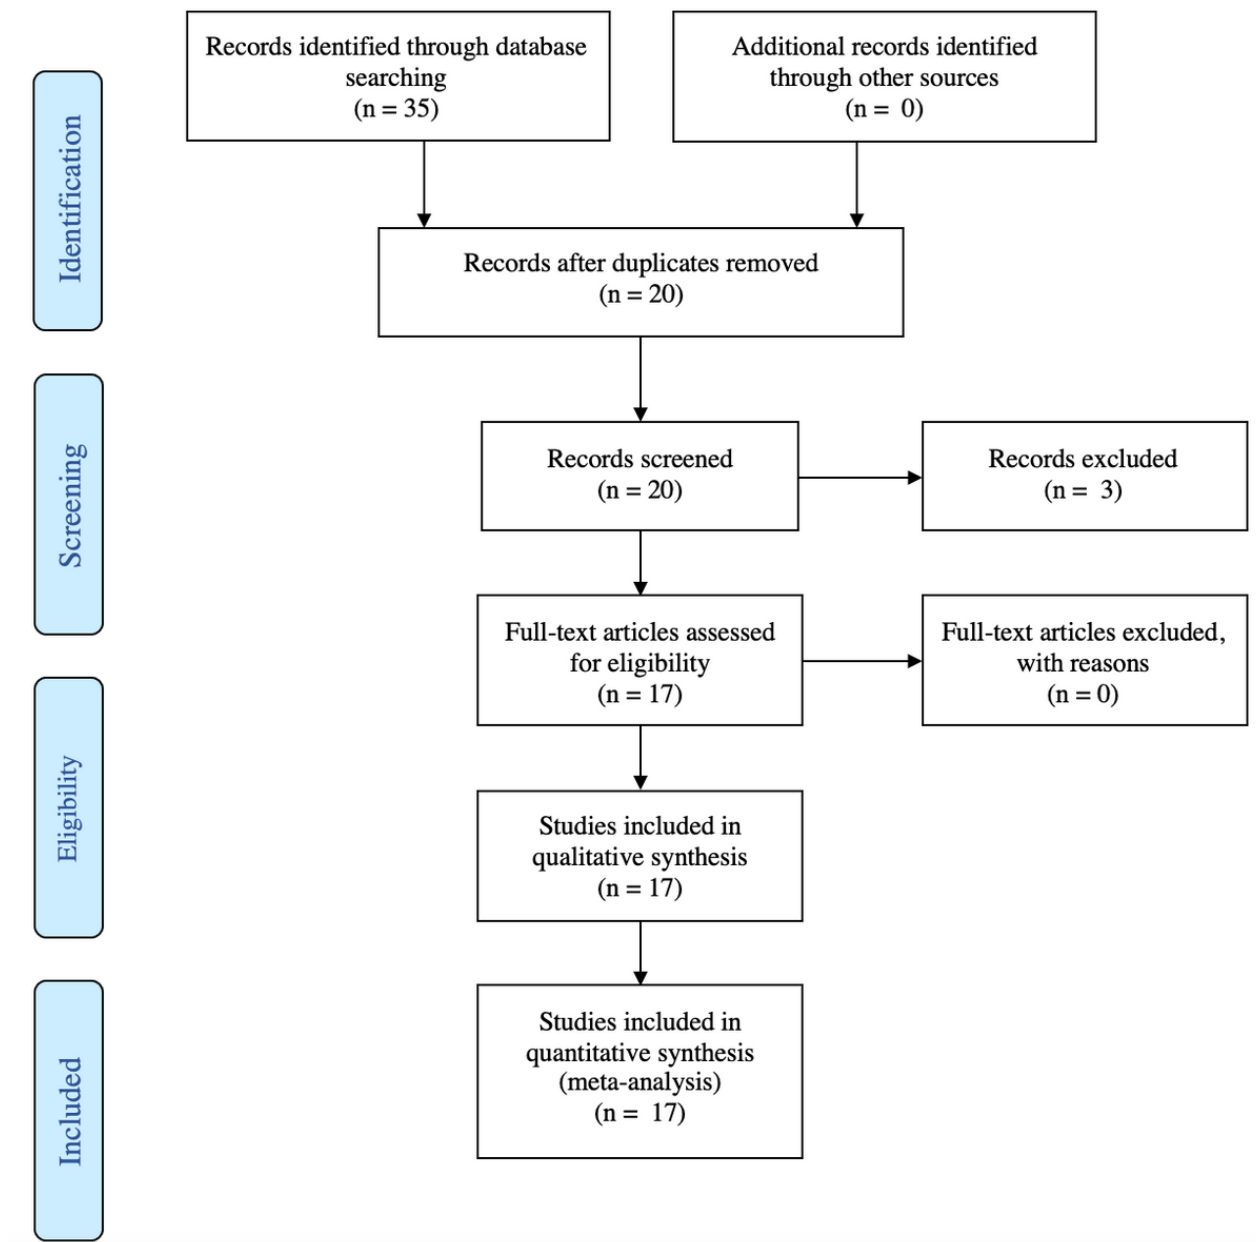 Records identified through database
searching
(n = 35)
Additional records identified
through other sources
(n =  0)
Identification
Records after duplicates removed
(n = 20)
Screening
Records screened
(n = 20)
Records excluded
(n =  3)
Full-text articles assessed
for eligibility
(n = 17)
Full-text articles excluded,
with reasons
(n = 0)
Eligibility
Studies included in
qualitative synthesis
(n = 17)
Included
Studies included in
quantitative synthesis
(meta-analysis)
(n =  17)